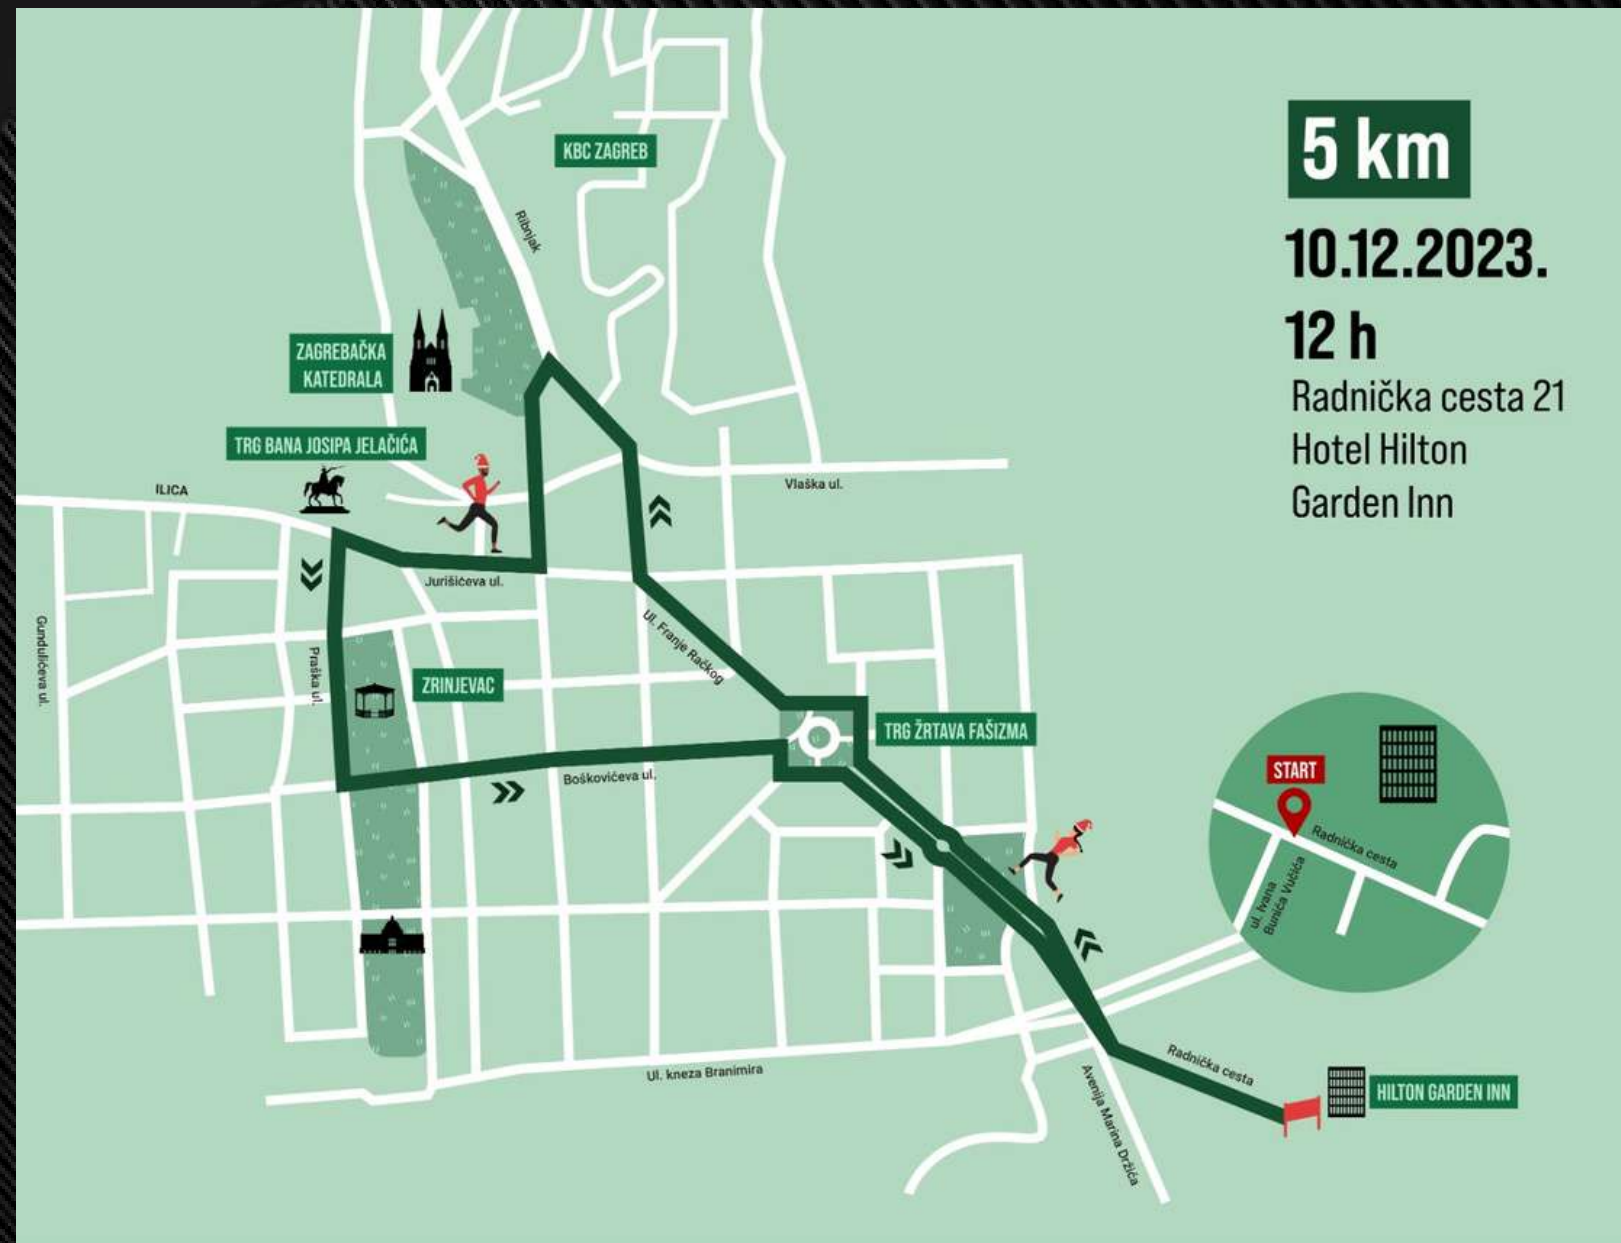 5 km
10.12.2023.
12 h
Radnička cesta 21
Hotel Hilton
Garden Inn
KBC ZAGREB
Ribnjak
ZAGREBAČKA
KATEDRALA
TRG BANA JOSIPA JELAČIĆA
ILICA
Vlaška ul.
Jurišićeva ul.
Gundulićeva ul.
Praška ul.
Ul. Franje Račkog
ZRINJEVAC
TRG ŽRTAVA FAŠIZMA
Boškovićeva ul.
START
Radnička cesta
ul. Ivana
Bunića Vučića
Ul. kneza Branimira
Radnička cesta
Avenija Marina Držića
HILTON GARDEN INN